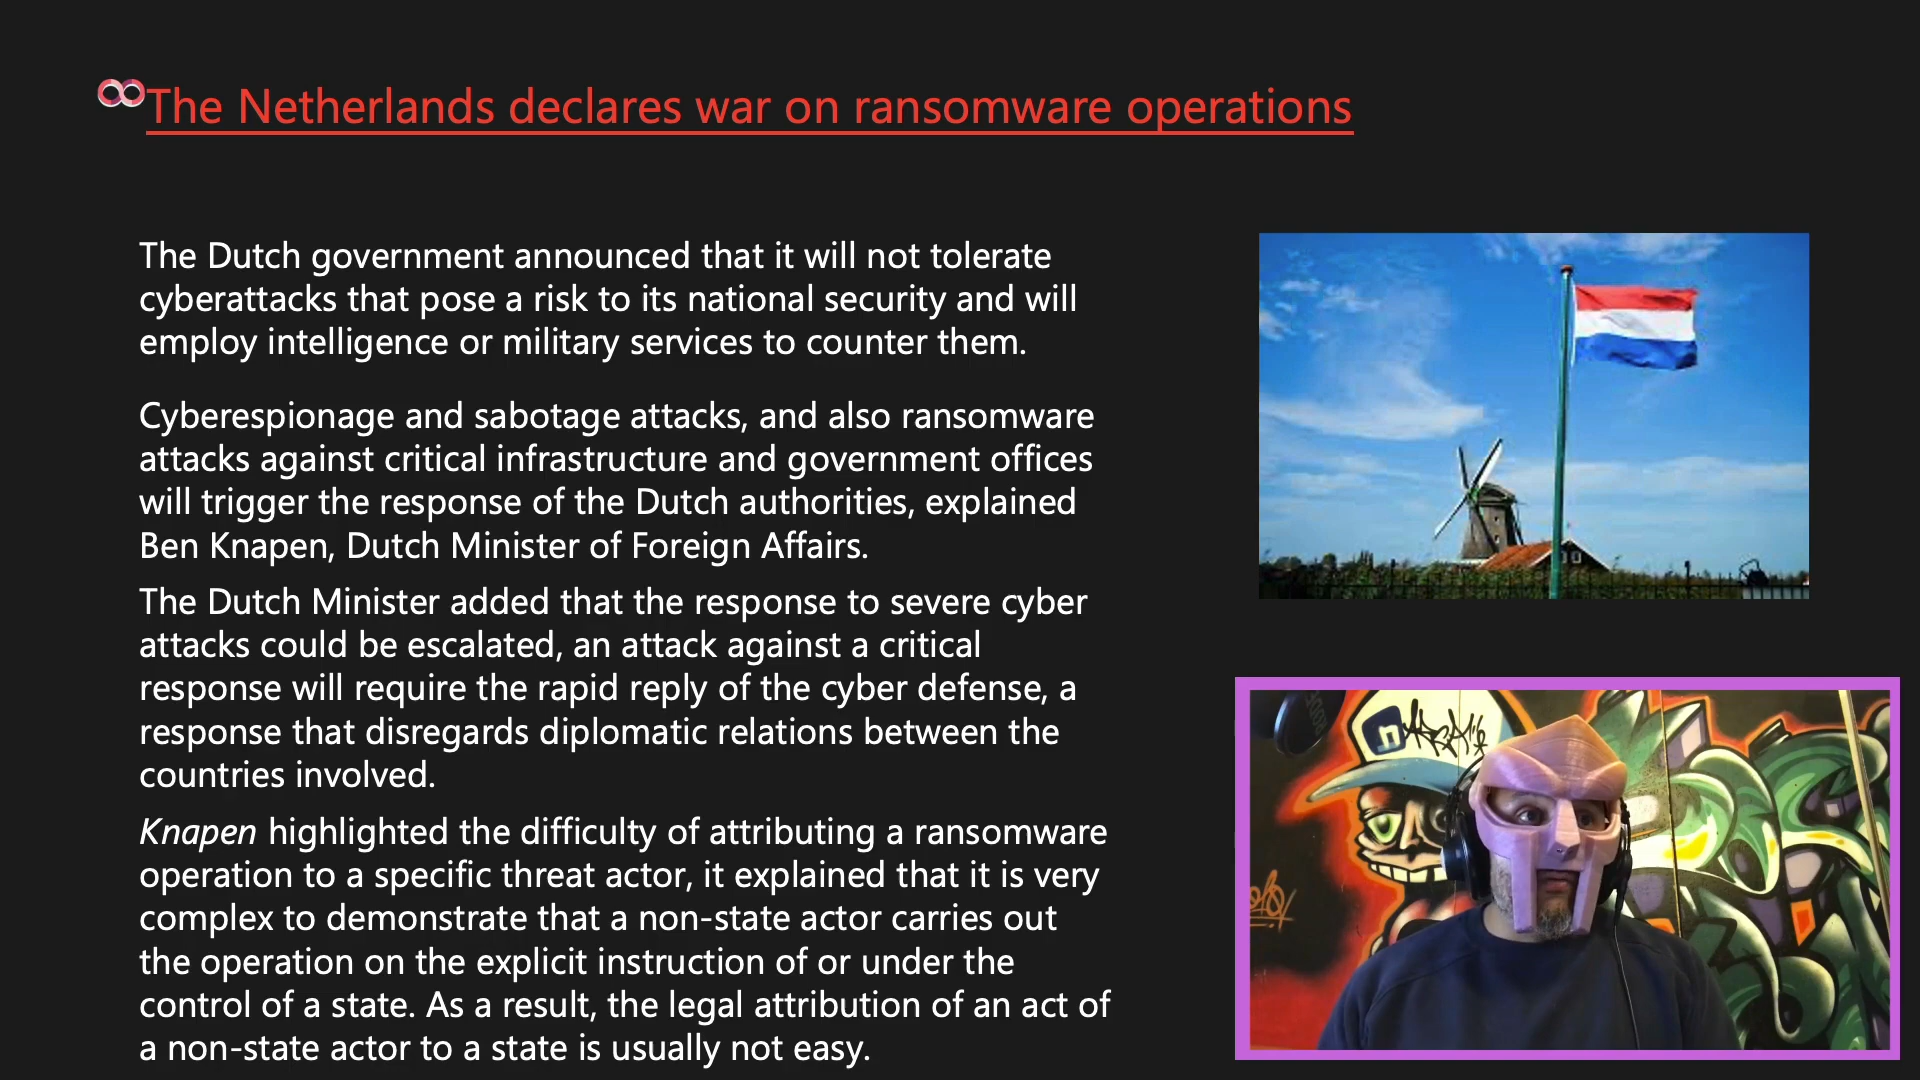 The Netherlands declares war on ransomware operations
The Dutch government announced that it will not tolerate
cyberattacks that pose a risk to its national security and will
employ intelligence or military services to counter them.
Cyberespionage and sabotage attacks, and also ransomware
attacks against critical infrastructure and government offices
will trigger the response of the Dutch authorities, explained
Ben Knapen, Dutch Minister of Foreign Affairs.
The Dutch Minister added that the response to severe cyber
attacks could be escalated, an attack against a critical
response will require the rapid reply of the cyber defense, a
response that disregards diplomatic relations between the
countries involved.
Knapen highlighted the difficulty of attributing a ransomware
operation to a specific threat actor, it explained that it is very
complex to demonstrate that a non-state actor carries out
the operation on the explicit instruction of or under the
control of a state. As a result, the legal attribution of an act of
a non-state actor to a state is usually not easy.